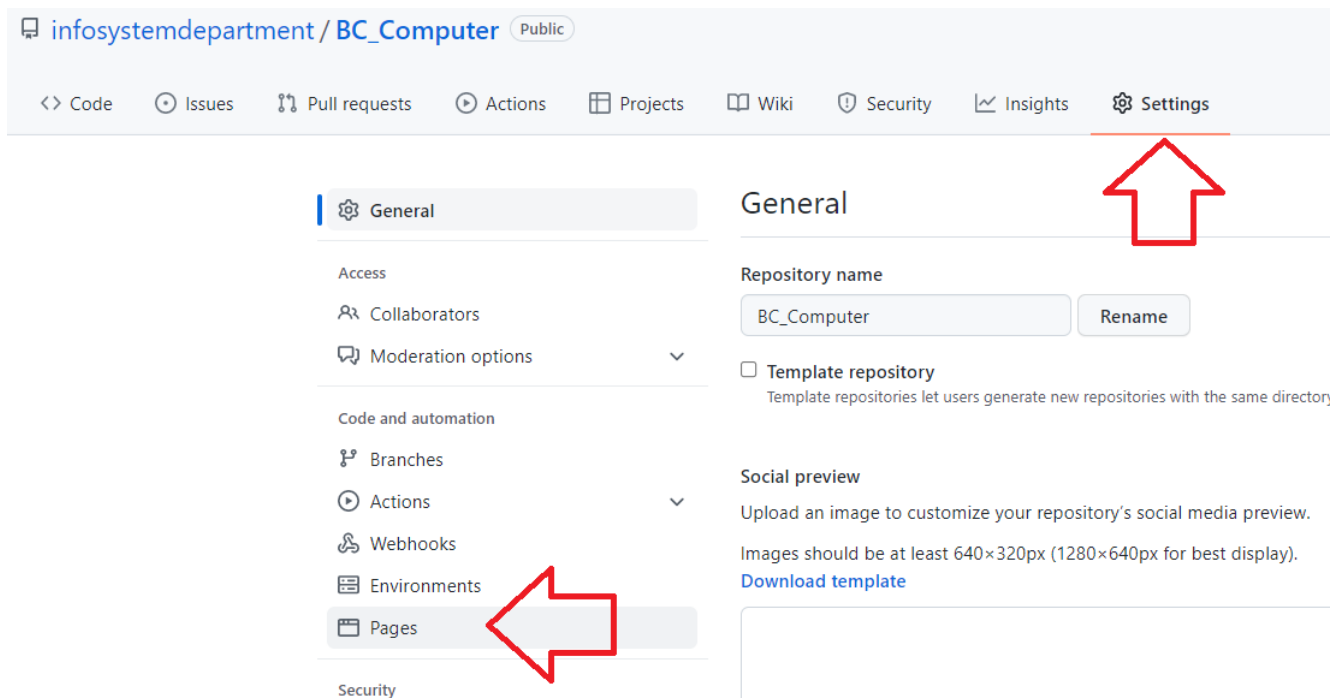 infosystemdepartment / BC_Computer Public
Code Issues Pull requests Actions Projects Wiki Security Insights Settings
General
Access
Collaborators
Moderation options
Code and automation
Branches
Actions
Webhooks
Environments
Pages
Security
General
Repository name
BC_Computer Rename
Template repository
Template repositories let users generate new repositories with the same directory
Social preview
Upload an image to customize your repository's social media preview.
Images should be at least 640×320px (1280×640px for best display).
Download template